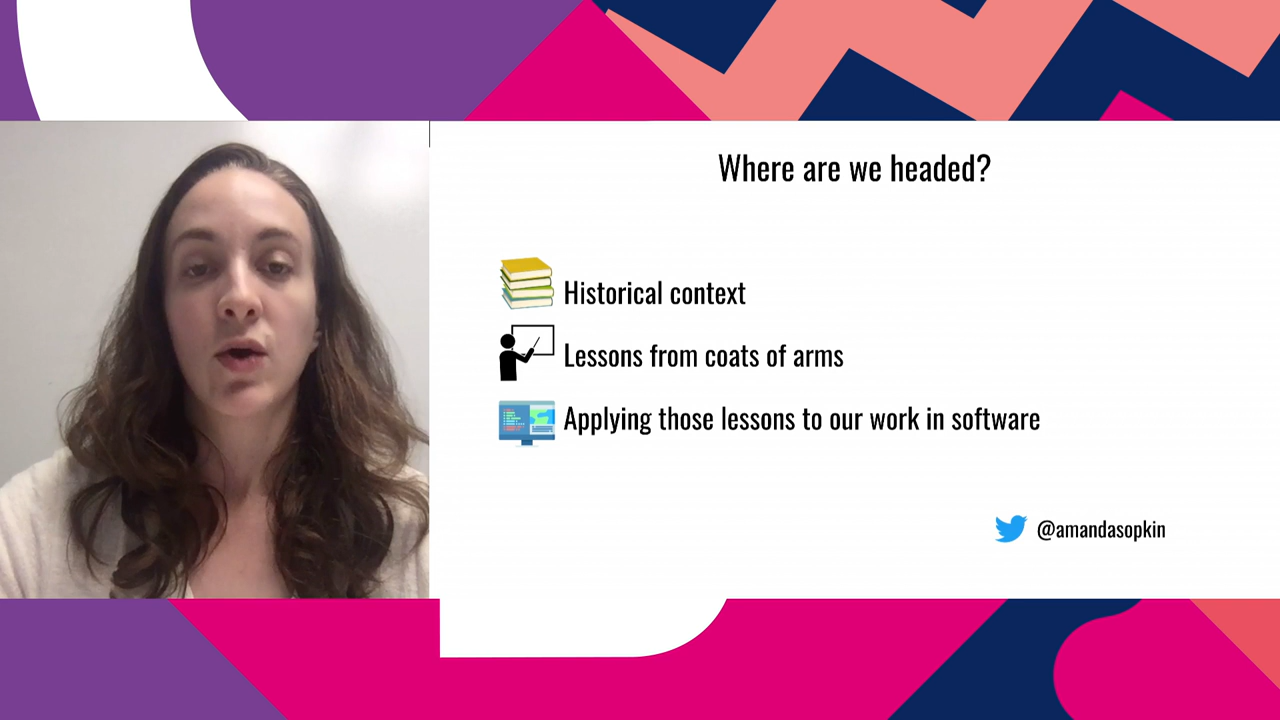 Where are we headed?
Historical context
Lessons from coats of arms
Applying those lessons to our work in software
@amandasopkin